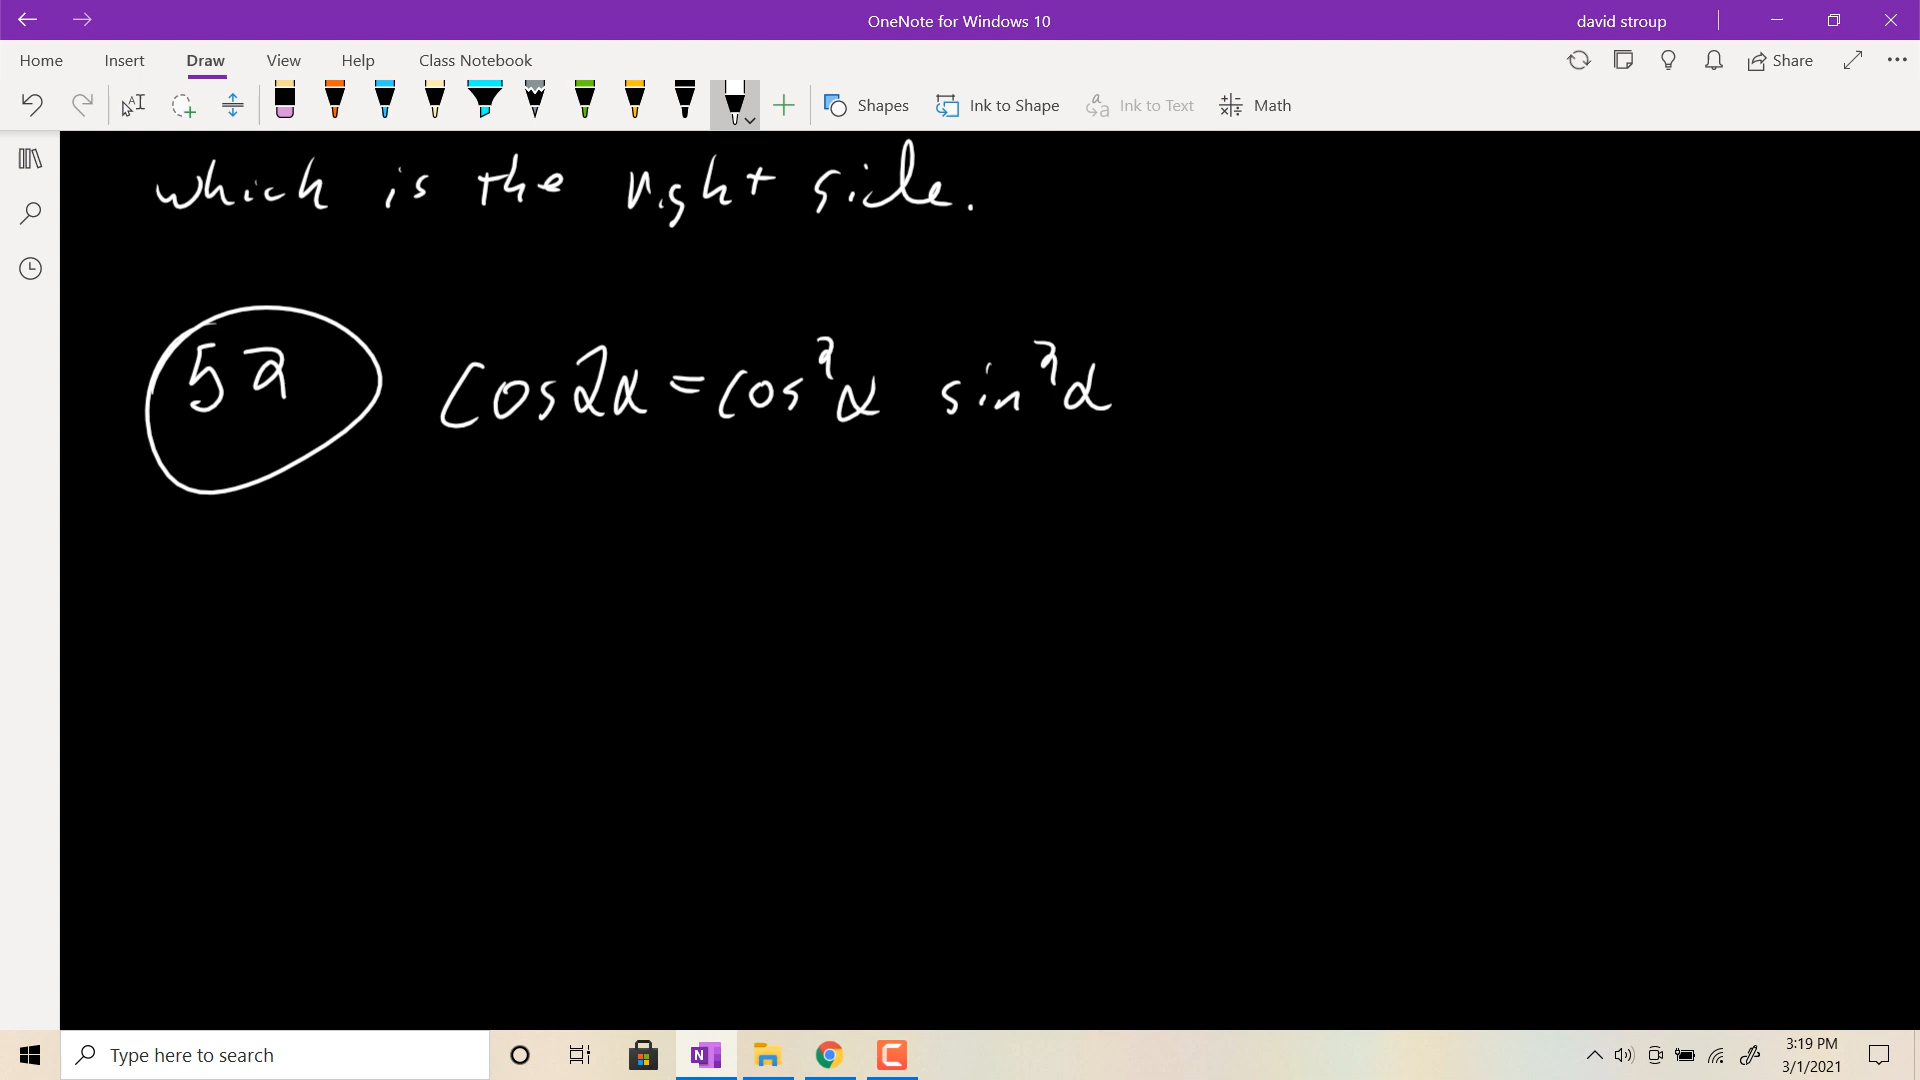 OneNote for Windows 10
david stroup
Home Insert Draw View Help Class Notebook
Share
Shapes Ink to Shape Ink to Text Math
which is the right side.
52 cos2α = cos²α sin²α
Type here to search
3:19 PM
3/1/2021